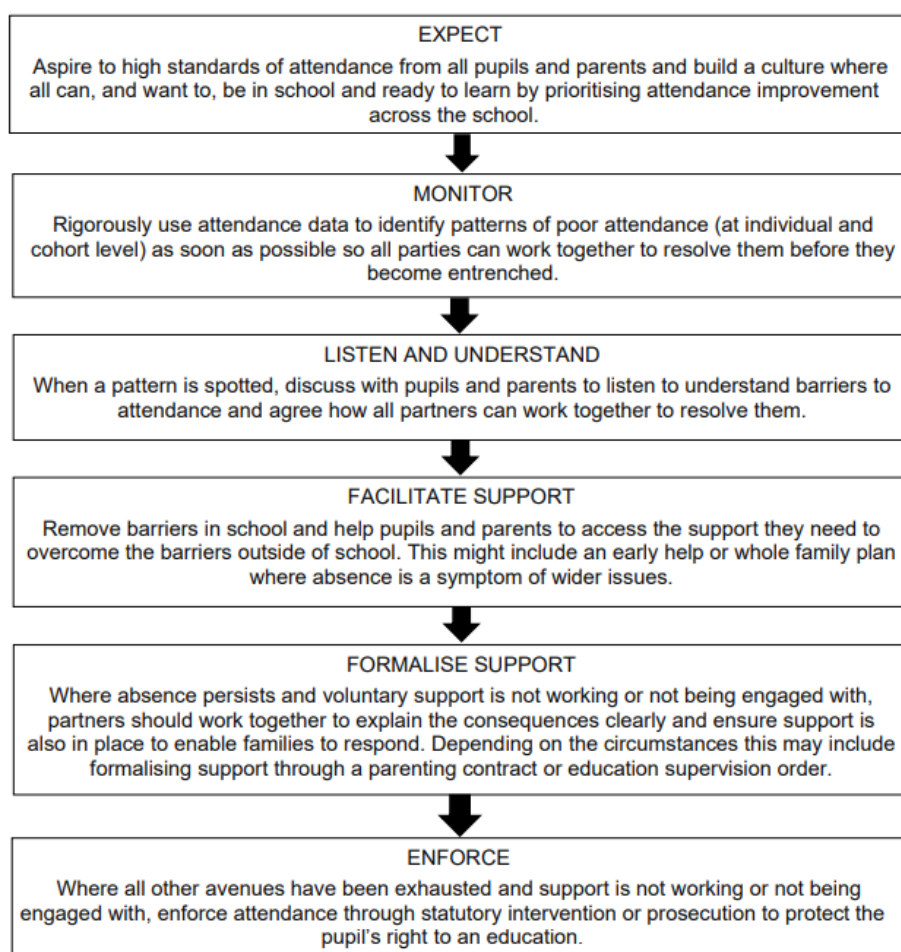 EXPECT
Aspire to high standards of attendance from all pupils and parents and build a culture where
all can, and want to, be in school and ready to learn by prioritising attendance improvement
across the school.
MONITOR
Rigorously use attendance data to identify patterns of poor attendance (at individual and
cohort level) as soon as possible so all parties can work together to resolve them before they
become entrenched.
LISTEN AND UNDERSTAND
When a pattern is spotted, discuss with pupils and parents to listen to understand barriers to
attendance and agree how all partners can work together to resolve them.
FACILITATE SUPPORT
Remove barriers in school and help pupils and parents to access the support they need to
overcome the barriers outside of school. This might include an early help or whole family plan
where absence is a symptom of wider issues.
FORMALISE SUPPORT
Where absence persists and voluntary support is not working or not being engaged with,
partners should work together to explain the consequences clearly and ensure support is
also in place to enable families to respond. Depending on the circumstances this may include
formalising support through a parenting contract or education supervision order.
ENFORCE
Where all other avenues have been exhausted and support is not working or not being
engaged with, enforce attendance through statutory intervention or prosecution to protect the
pupil's right to an education.